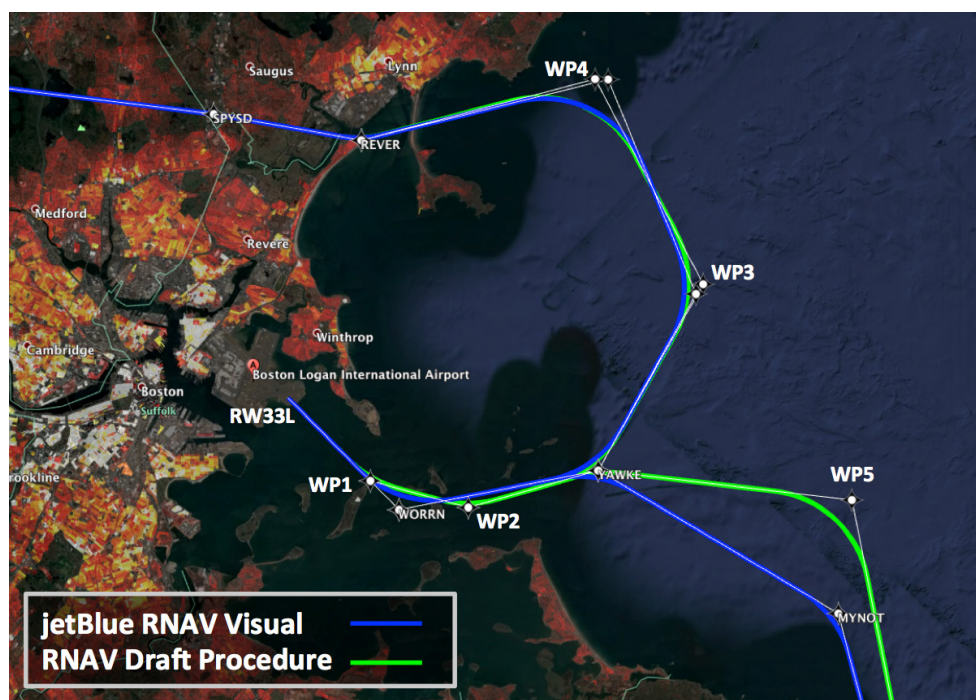 WP4
Lynn
Saugus
SPYSD
REVER
Medford
Revere
WP3
Winthrop
Cambridge
Boston Logan International Airport
A
Boston
Suffolk
RW33L
rookline
YAWKE
WP1
WP5
WORRN
WP2
MYNOT
jetBlue RNAV Visual
RNAV Draft Procedure